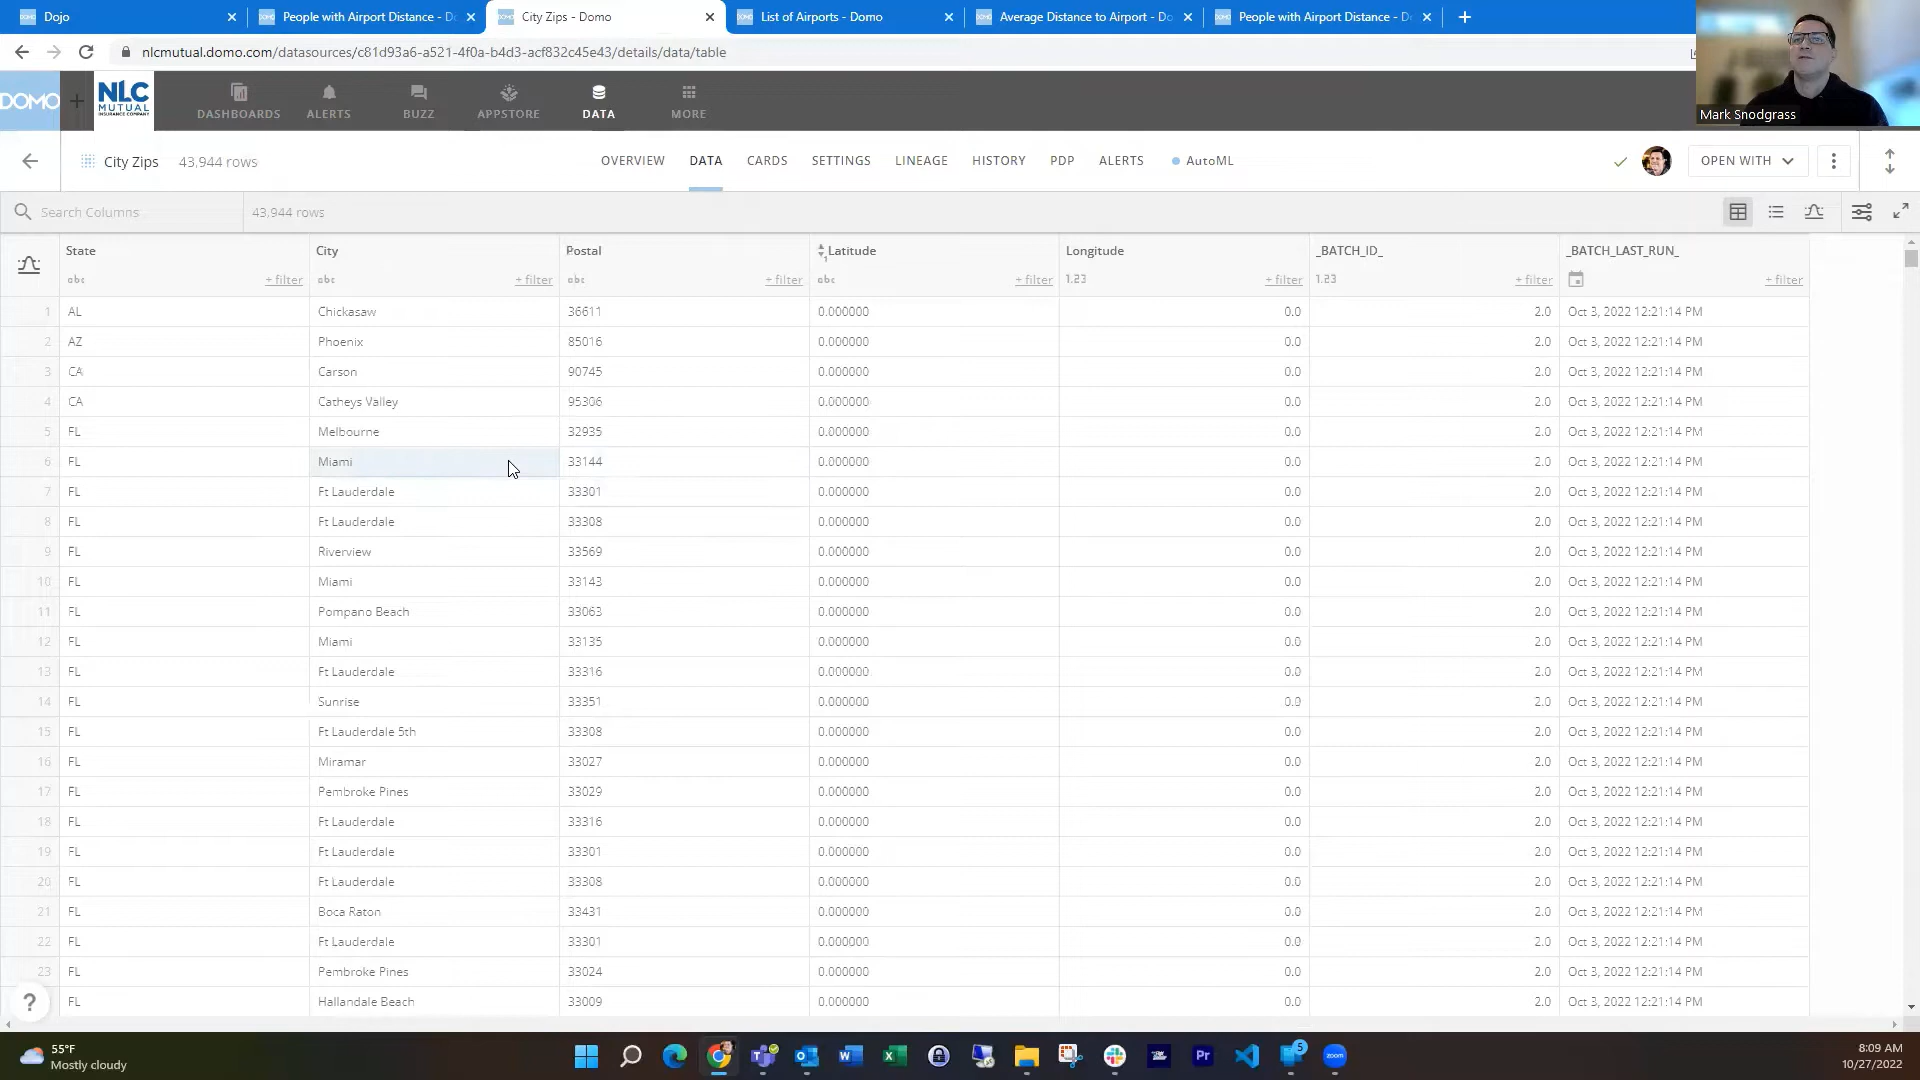 Dojo
People with Airport Distance - Do
City Zips - Domo
List of Airports - Domo
Average Distance to Airport - Do
People with Airport Distance - Do
nlcmutual.domo.com/datasources/c81d93a6-a521-4f0a-b4d3-acf832c45e43/details/data/table
DOMO
NLC
MUTUAL
INSURANCE COMPANY
DASHBOARDS
ALERTS
BUZZ
APPSTORE
DATA
MORE
Mark Snodgrass
City Zips 43,944 rows
OVERVIEW DATA CARDS SETTINGS LINEAGE HISTORY PDP ALERTS AutoML
OPEN WITH
Search Columns... 43,944 rows
State City Postal Latitude Longitude _BATCH_ID_ _BATCH_LAST_RUN_
abc + filter abc + filter abc + filter abc + filter 1.23 + filter 1.23 + filter + filter
1 AL Chickasaw 36611 0.000000 0.0 2.0 Oct 3, 2022 12:21:14 PM
2 AZ Phoenix 85016 0.000000 0.0 2.0 Oct 3, 2022 12:21:14 PM
3 CA Carson 90745 0.000000 0.0 2.0 Oct 3, 2022 12:21:14 PM
4 CA Catheys Valley 95306 0.000000 0.0 2.0 Oct 3, 2022 12:21:14 PM
5 FL Melbourne 32935 0.000000 0.0 2.0 Oct 3, 2022 12:21:14 PM
6 FL Miami 33144 0.000000 0.0 2.0 Oct 3, 2022 12:21:14 PM
7 FL Ft Lauderdale 33301 0.000000 0.0 2.0 Oct 3, 2022 12:21:14 PM
8 FL Ft Lauderdale 33308 0.000000 0.0 2.0 Oct 3, 2022 12:21:14 PM
9 FL Riverview 33569 0.000000 0.0 2.0 Oct 3, 2022 12:21:14 PM
10 FL Miami 33143 0.000000 0.0 2.0 Oct 3, 2022 12:21:14 PM
11 FL Pompano Beach 33063 0.000000 0.0 2.0 Oct 3, 2022 12:21:14 PM
12 FL Miami 33135 0.000000 0.0 2.0 Oct 3, 2022 12:21:14 PM
13 FL Ft Lauderdale 33316 0.000000 0.0 2.0 Oct 3, 2022 12:21:14 PM
14 FL Sunrise 33351 0.000000 0.0 2.0 Oct 3, 2022 12:21:14 PM
15 FL Ft Lauderdale 5th 33308 0.000000 0.0 2.0 Oct 3, 2022 12:21:14 PM
16 FL Miramar 33027 0.000000 0.0 2.0 Oct 3, 2022 12:21:14 PM
17 FL Pembroke Pines 33029 0.000000 0.0 2.0 Oct 3, 2022 12:21:14 PM
18 FL Ft Lauderdale 33316 0.000000 0.0 2.0 Oct 3, 2022 12:21:14 PM
19 FL Ft Lauderdale 33301 0.000000 0.0 2.0 Oct 3, 2022 12:21:14 PM
20 FL Ft Lauderdale 33308 0.000000 0.0 2.0 Oct 3, 2022 12:21:14 PM
21 FL Boca Raton 33431 0.000000 0.0 2.0 Oct 3, 2022 12:21:14 PM
22 FL Ft Lauderdale 33301 0.000000 0.0 2.0 Oct 3, 2022 12:21:14 PM
23 FL Pembroke Pines 33024 0.000000 0.0 2.0 Oct 3, 2022 12:21:14 PM
FL Hallandale Beach 33009 0.000000 0.0 2.0 Oct 3, 2022 12:21:14 PM
?
55°F
Mostly cloudy
Pr
5
zoom
8:09 AM
10/27/2022